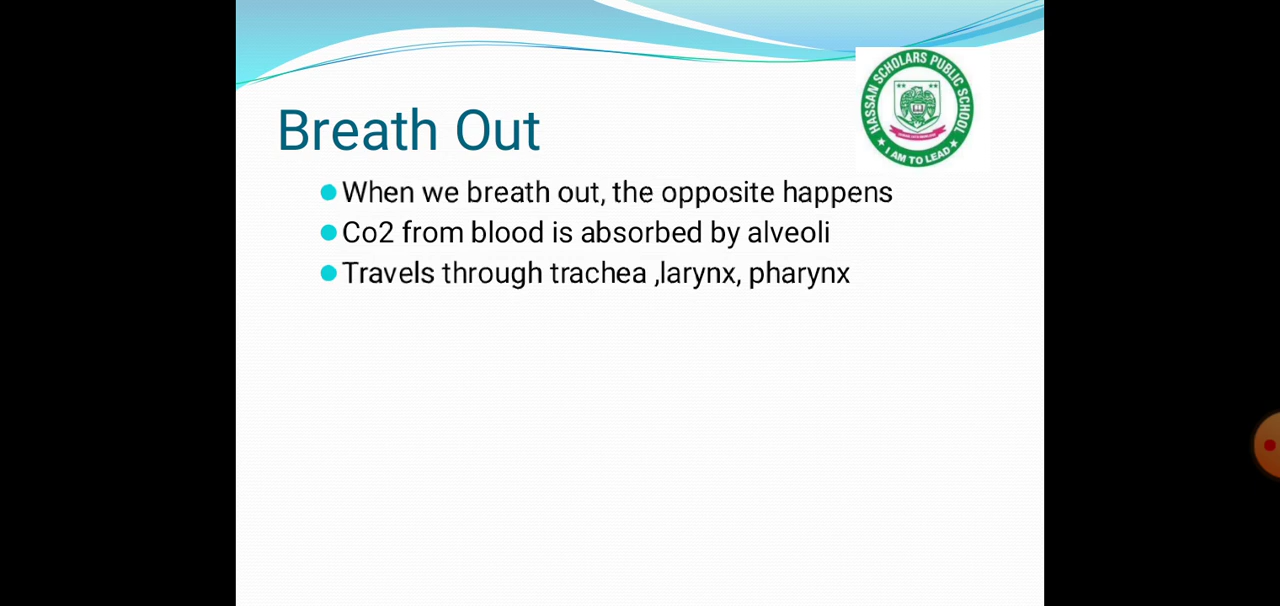 HASSAN SCHOLARS PUBLIC SCHOOL
I AM TO LEAD
Breath Out
When we breath out, the opposite happens
Co2 from blood is absorbed by alveoli
Travels through trachea ,larynx, pharynx